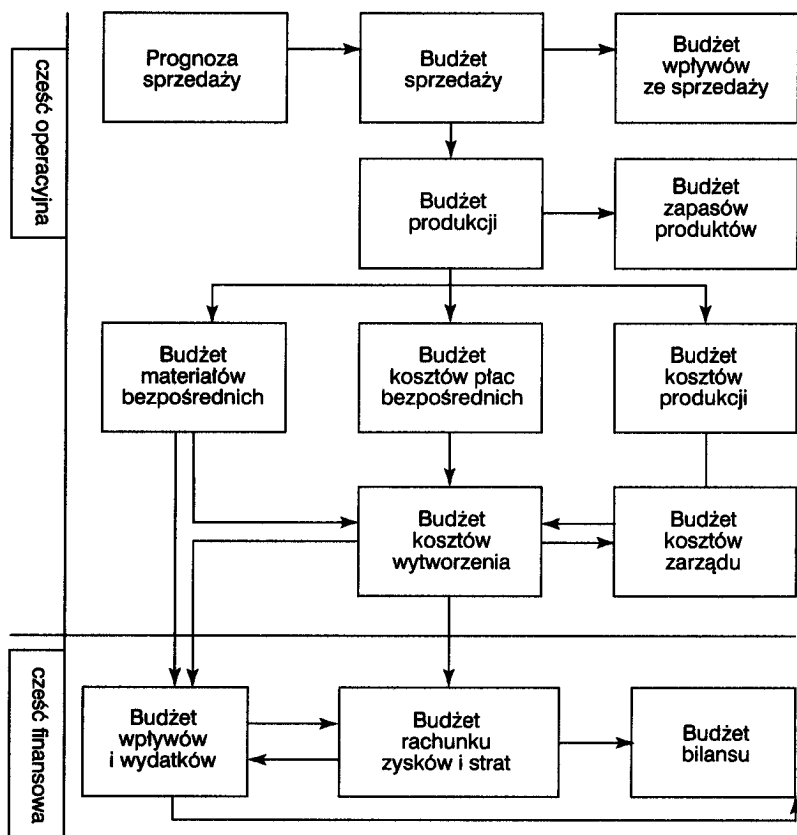 cześć operacyjna
Prognoza
sprzedaży
Budżet
sprzedaży
Budżet
wpływów
ze sprzedaży
Budżet
produkcji
Budżet
zapasów
produktów
Budżet
materiałów
bezpośrednich
Budżet
kosztów płac
bezpośrednich
Budżet
kosztów
produkcji
Budżet
kosztów
wytworzenia
Budżet
kosztów
zarządu
cześć finansowa
Budżet
wpływów
i wydatków
Budżet
rachunku
zysków i strat
Budżet
bilansu